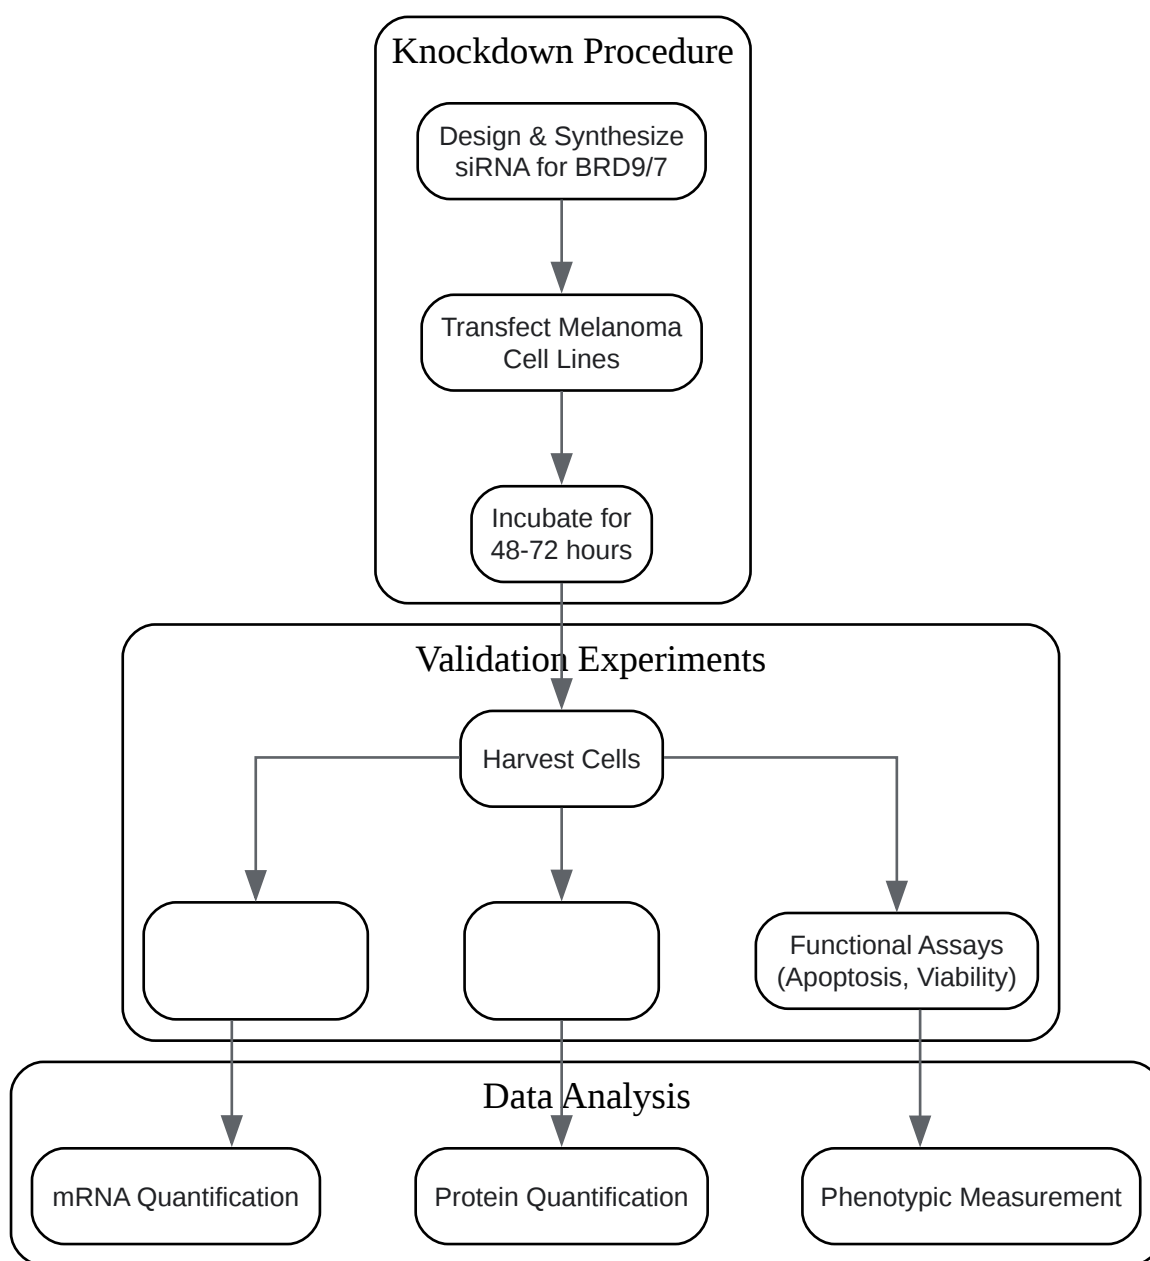 Knockdown Procedure
Design & Synthesize
siRNA for BRD9/7
Transfect Melanoma
Cell Lines
Incubate for
48-72 hours
Validation Experiments
Harvest Cells
Functional Assays
(Apoptosis, Viability)
Data Analysis
mRNA Quantification
Protein Quantification
Phenotypic Measurement